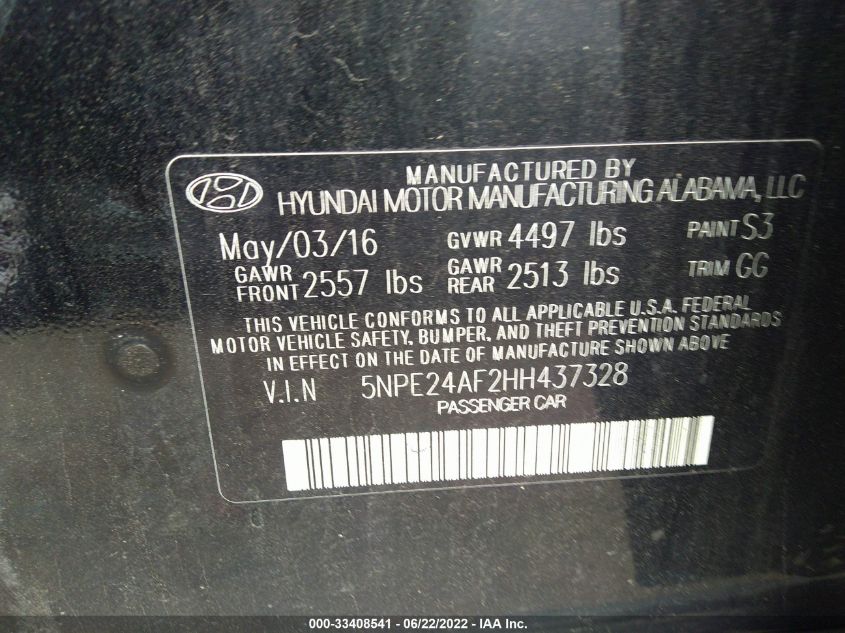 MANUFACTURED BY
HYUNDAI MOTOR MANUFACTURING ALABAMA, LLC
May/03/16 GVWR 4497 lbs PAINT S3
GAWR FRONT 2557 lbs GAWR REAR 2513 lbs TRIM GG
THIS VEHICLE CONFORMS TO ALL APPLICABLE U.S.A. FEDERAL
MOTOR VEHICLE SAFETY, BUMPER, AND THEFT PREVENTION STANDARDS
IN EFFECT ON THE DATE OF MANUFACTURE SHOWN ABOVE
V.I.N 5NPE24AF2HH437328
PASSENGER CAR
000-33408541 - 06/22/2022 - IAA Inc.